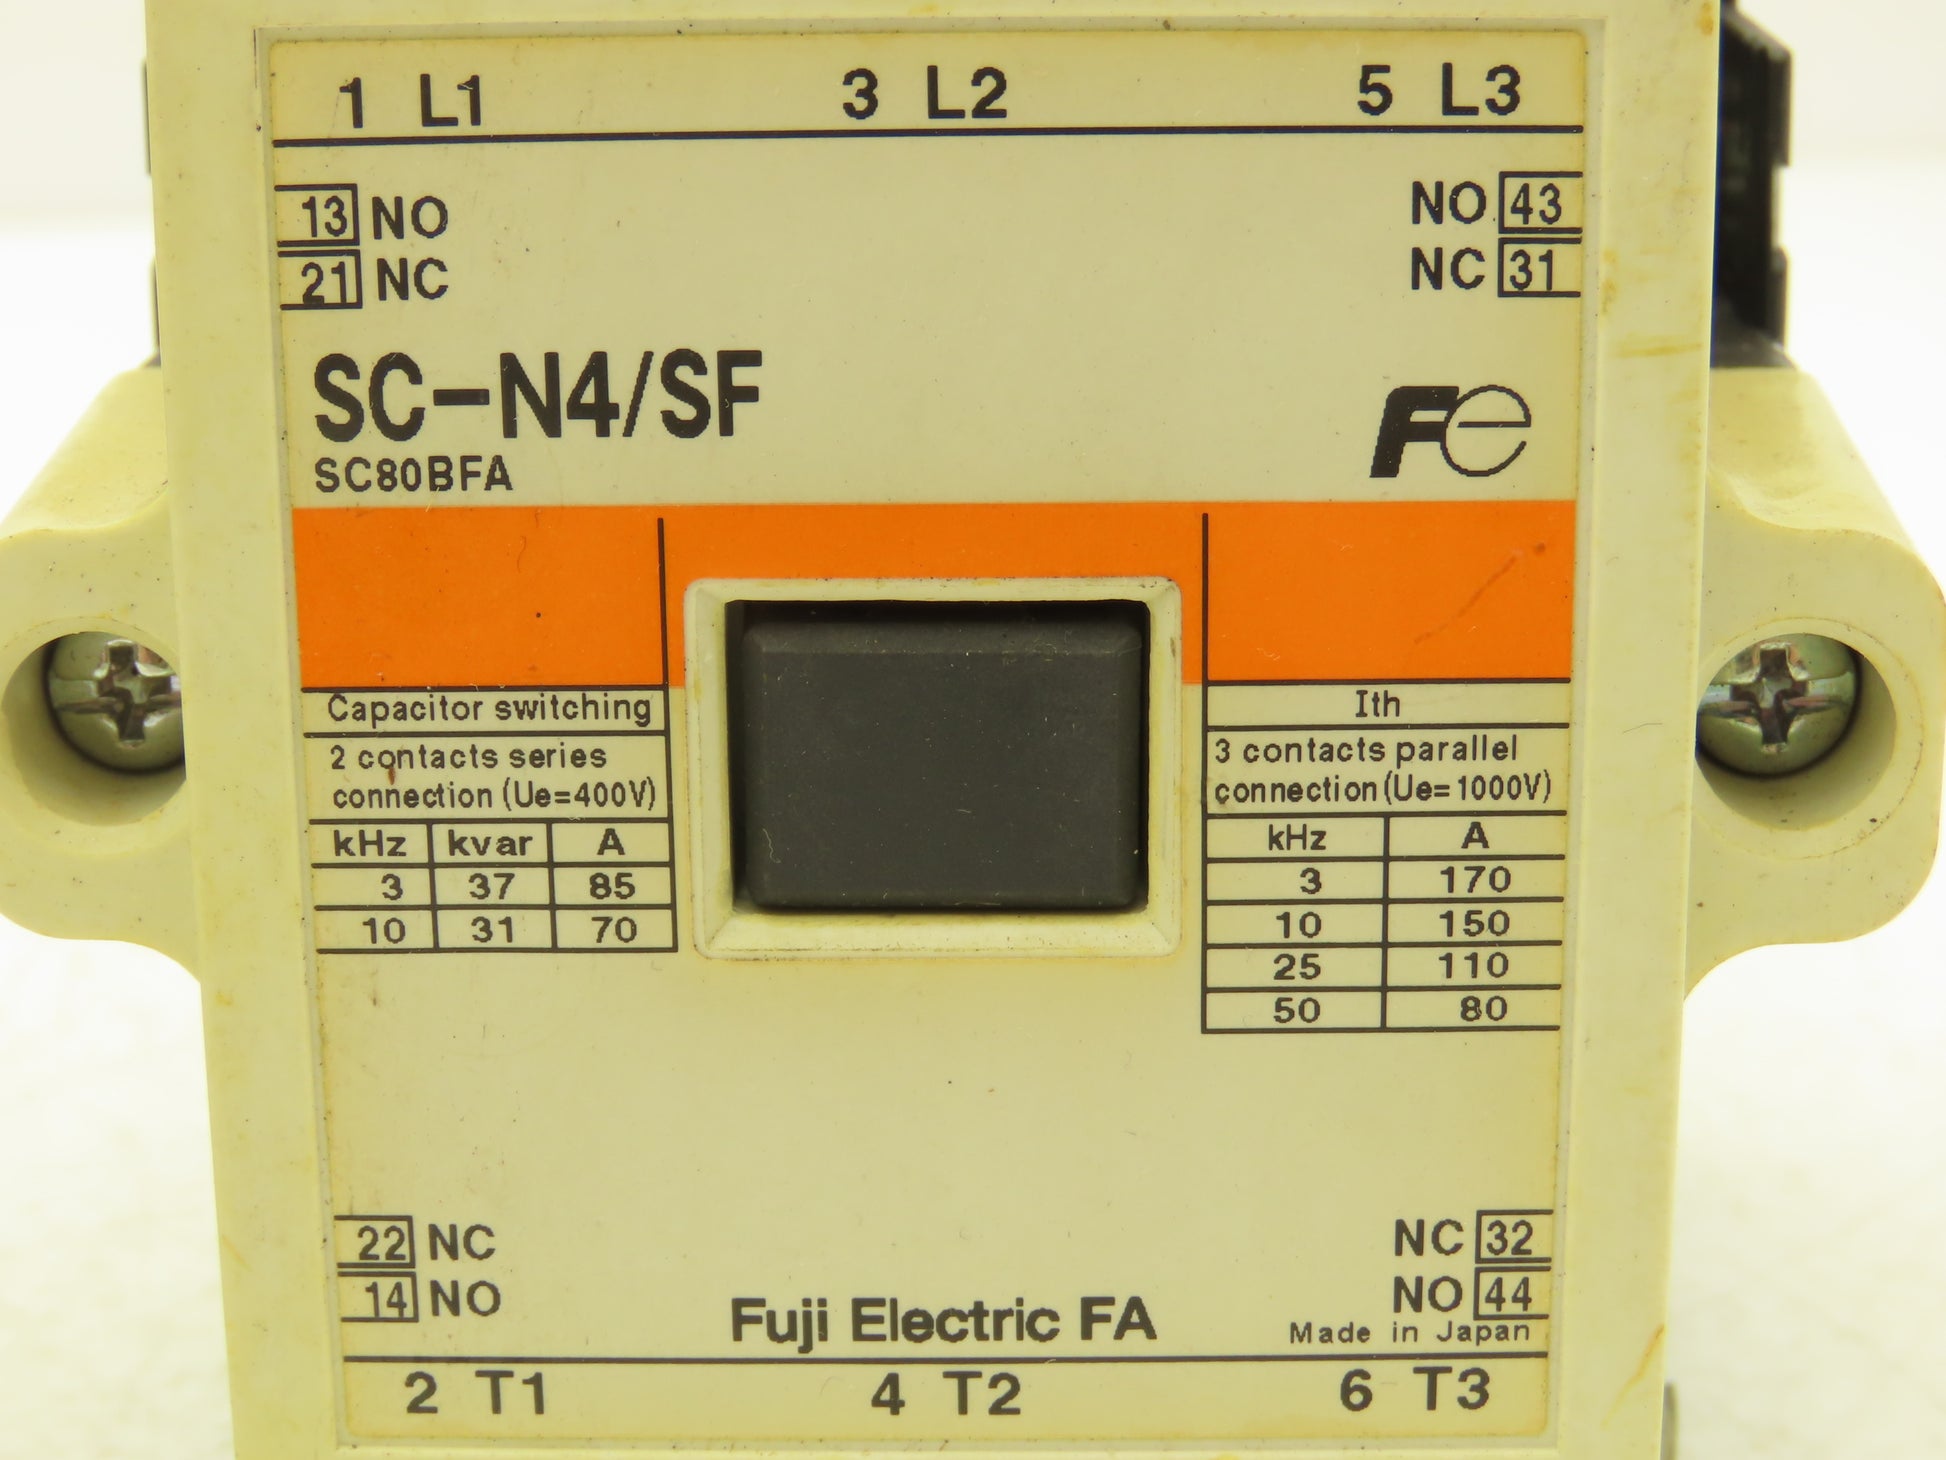 1 L1 3 L2 5 L3
13 NO NO 43
21 NC NC 31
SC-N4/SF
Fe
SC80BFA
Capacitor switching
2 contacts series
connection (Ue=400V)
kHz kvar A
3 37 85
10 31 70
Ith
3 contacts parallel
connection (Ue=1000V)
kHz A
3 170
10 150
25 110
50 80
22 NC NC 32
14 NO NO 44
Fuji Electric FA
Made in Japan
2 T1 4 T2 6 T3